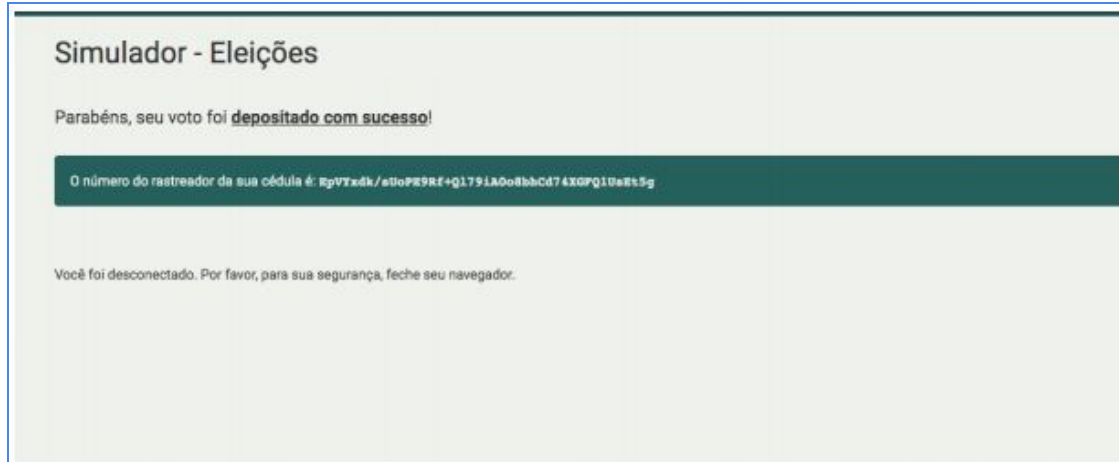 Simulador - Eleições
Parabéns, seu voto foi depositado com sucesso!
O número do rastreador da sua cédula é:
Você foi desconectado. Por favor, para sua segurança, feche seu navegador.